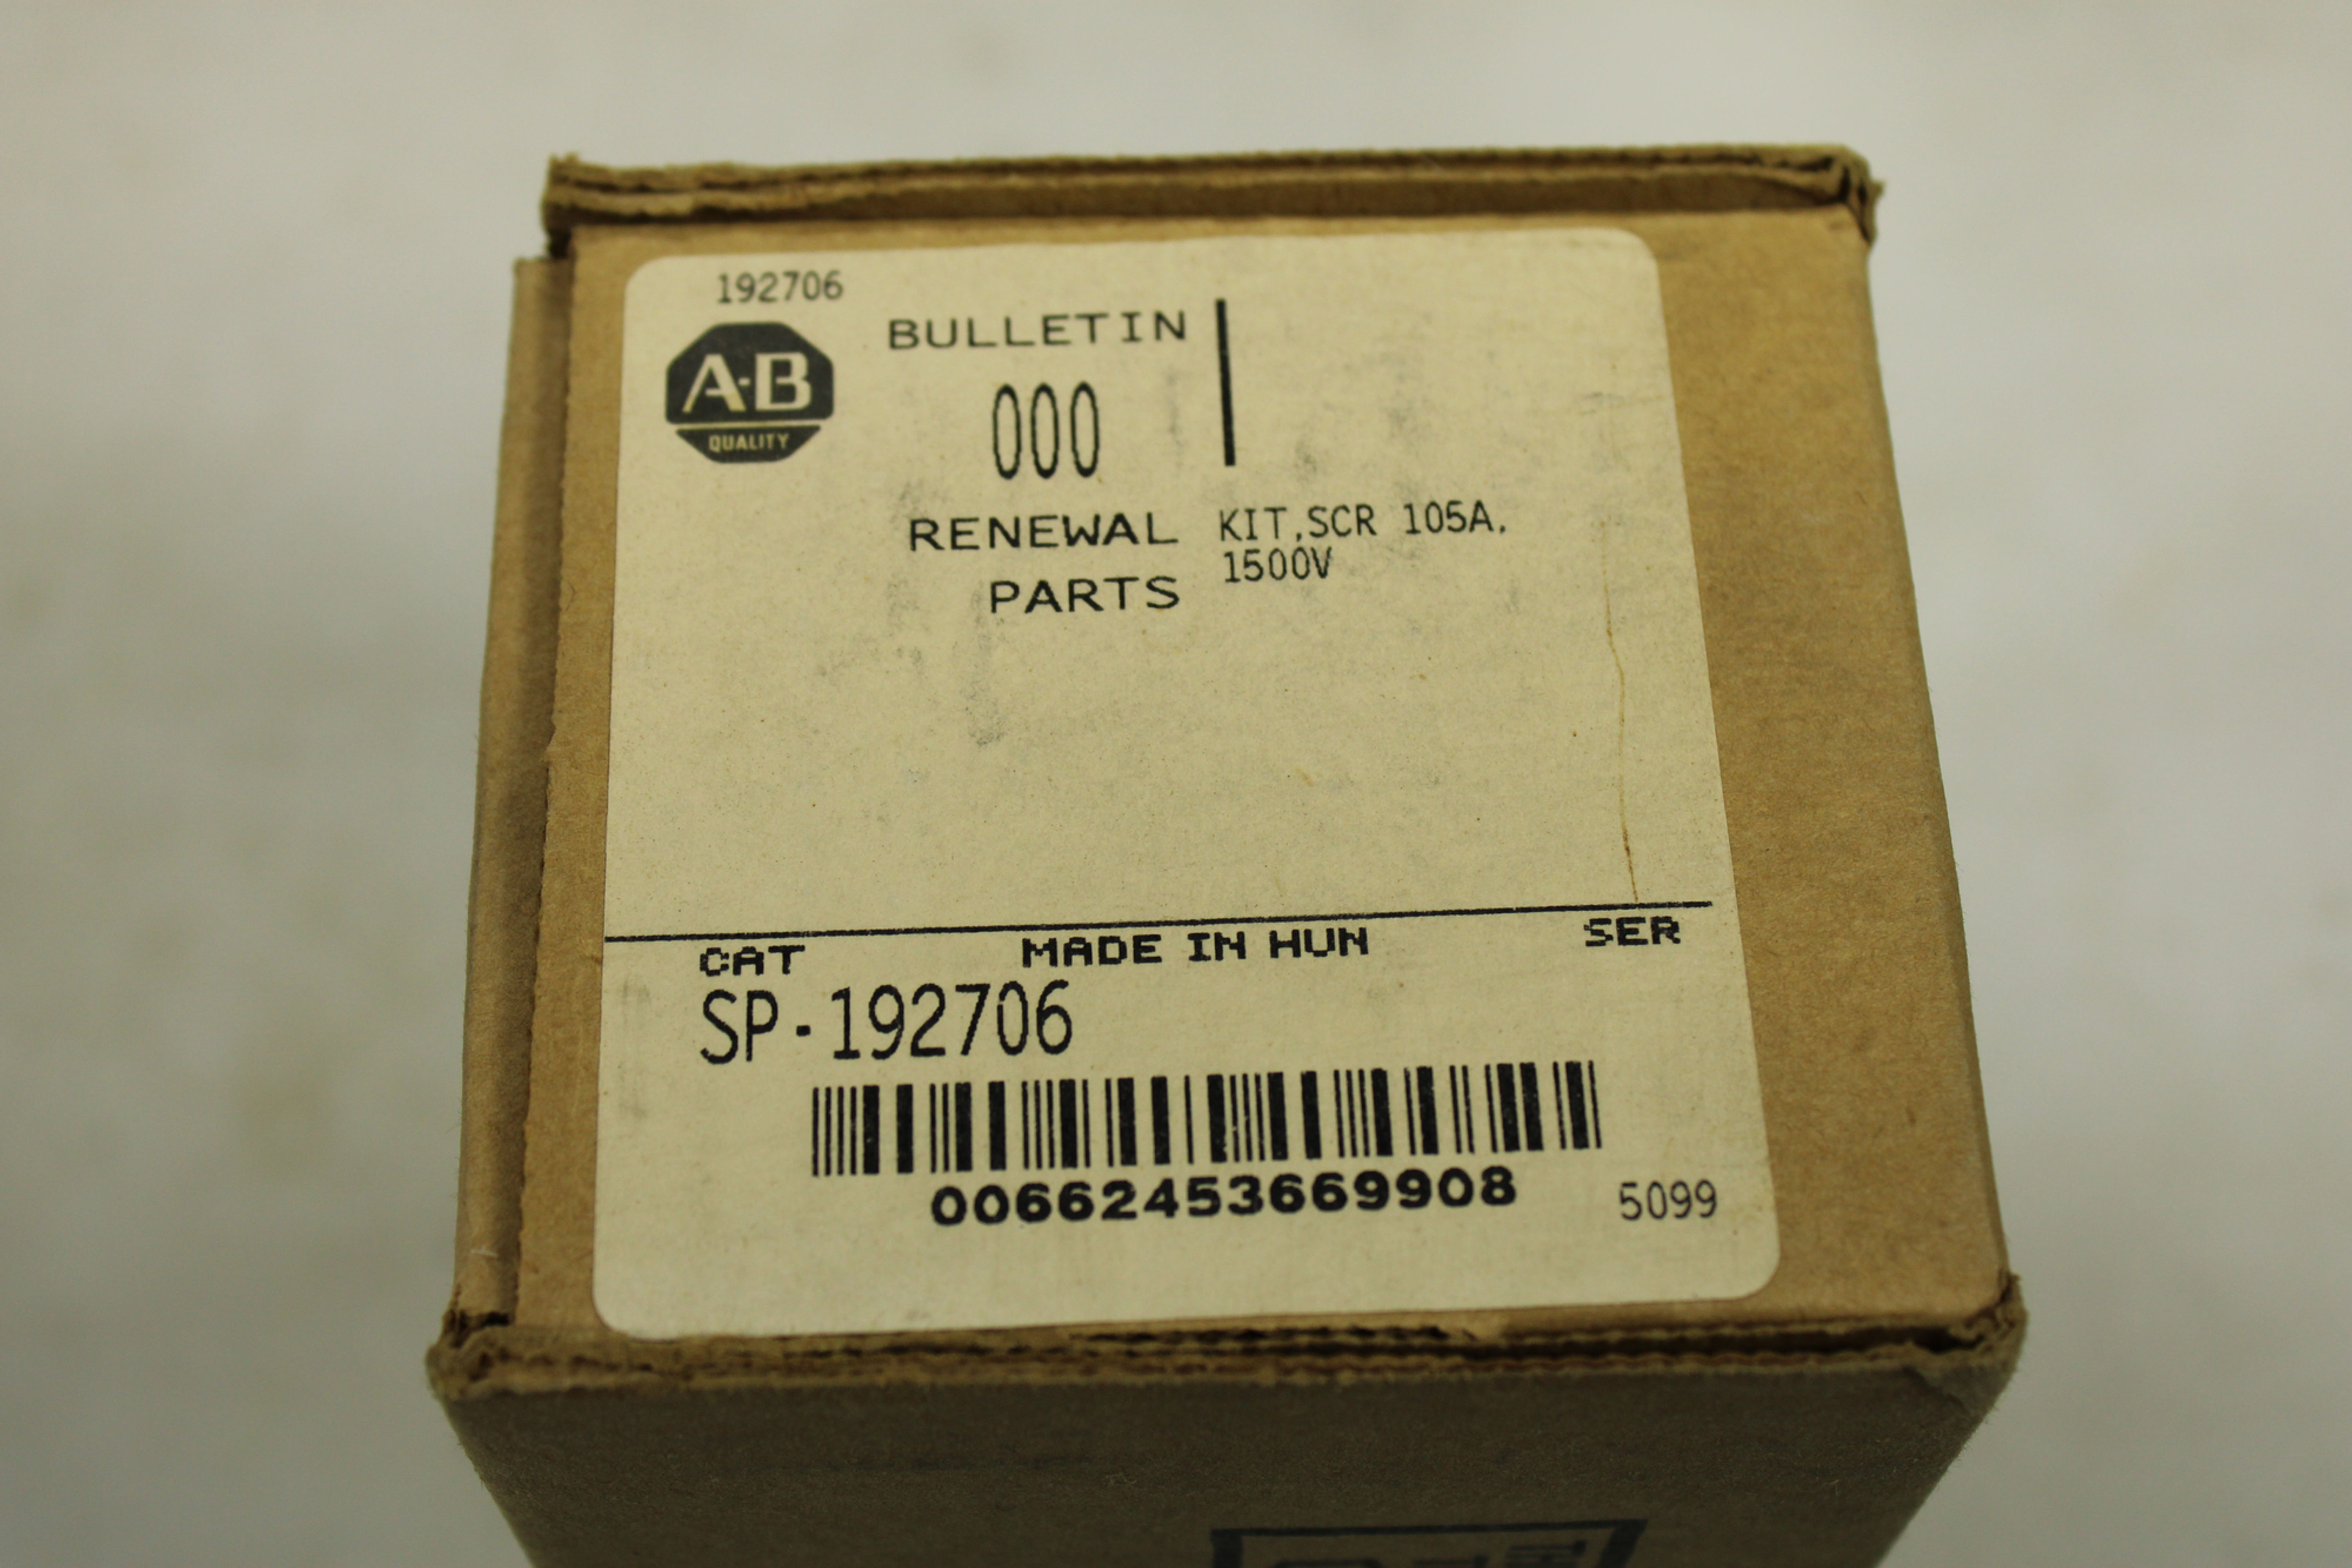 192706
A-B
QUALITY
BULLETIN
000
RENEWAL
PARTS
KIT,SCR 105A,
1500V
CAT
MADE IN HUN
SER
SP-192706
00662453669908
5099